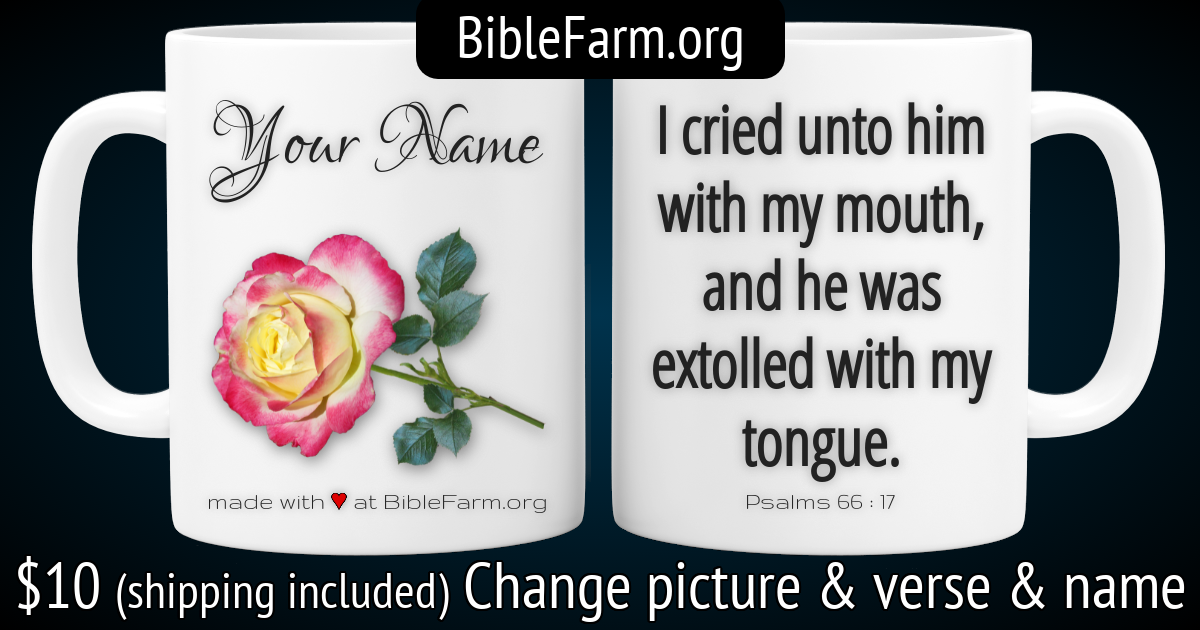 BibleFarm.org
Your Name
made with ♥ at BibleFarm.org
I cried unto him
with my mouth,
and he was
extolled with my
tongue.
Psalms 66 : 17
$10 (shipping included) Change picture & verse & name